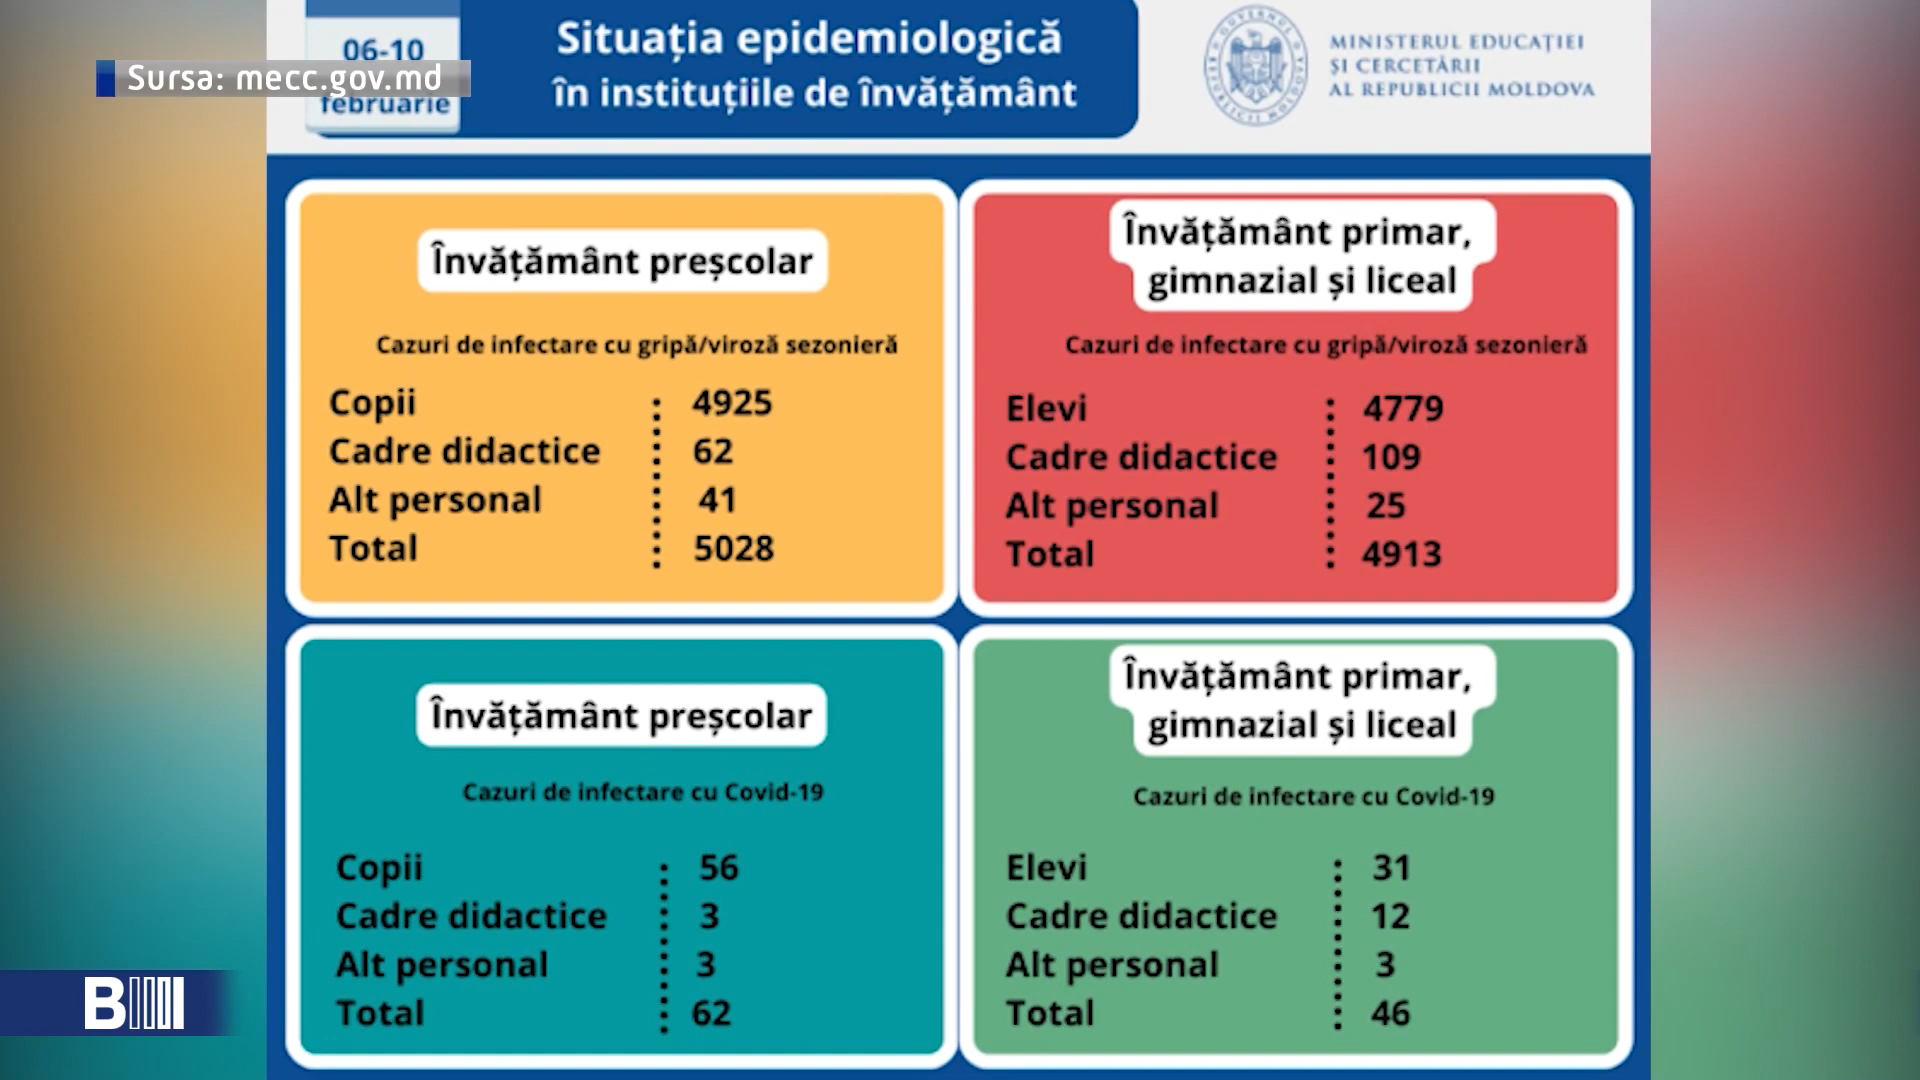 06-10
Sursa: mecc.gov.md
februarie
Situația epidemiologică
în instituțiile de învățământ
GUVERNUL
REPUBLICII MOLDOVA
MINISTERUL EDUCAȚIEI
ȘI CERCETĂRII
AL REPUBLICII MOLDOVA
Învățământ preșcolar
Cazuri de infectare cu gripă/viroză sezonieră
Copii 4925
Cadre didactice 62
Alt personal 41
Total 5028
Învățământ primar,
gimnazial și liceal
Cazuri de infectare cu gripă/viroză sezonieră
Elevi 4779
Cadre didactice 109
Alt personal 25
Total 4913
Învățământ preșcolar
Cazuri de infectare cu Covid-19
Copii 56
Cadre didactice 3
Alt personal 3
Total 62
Învățământ primar,
gimnazial și liceal
Cazuri de infectare cu Covid-19
Elevi 31
Cadre didactice 12
Alt personal 3
Total 46
B